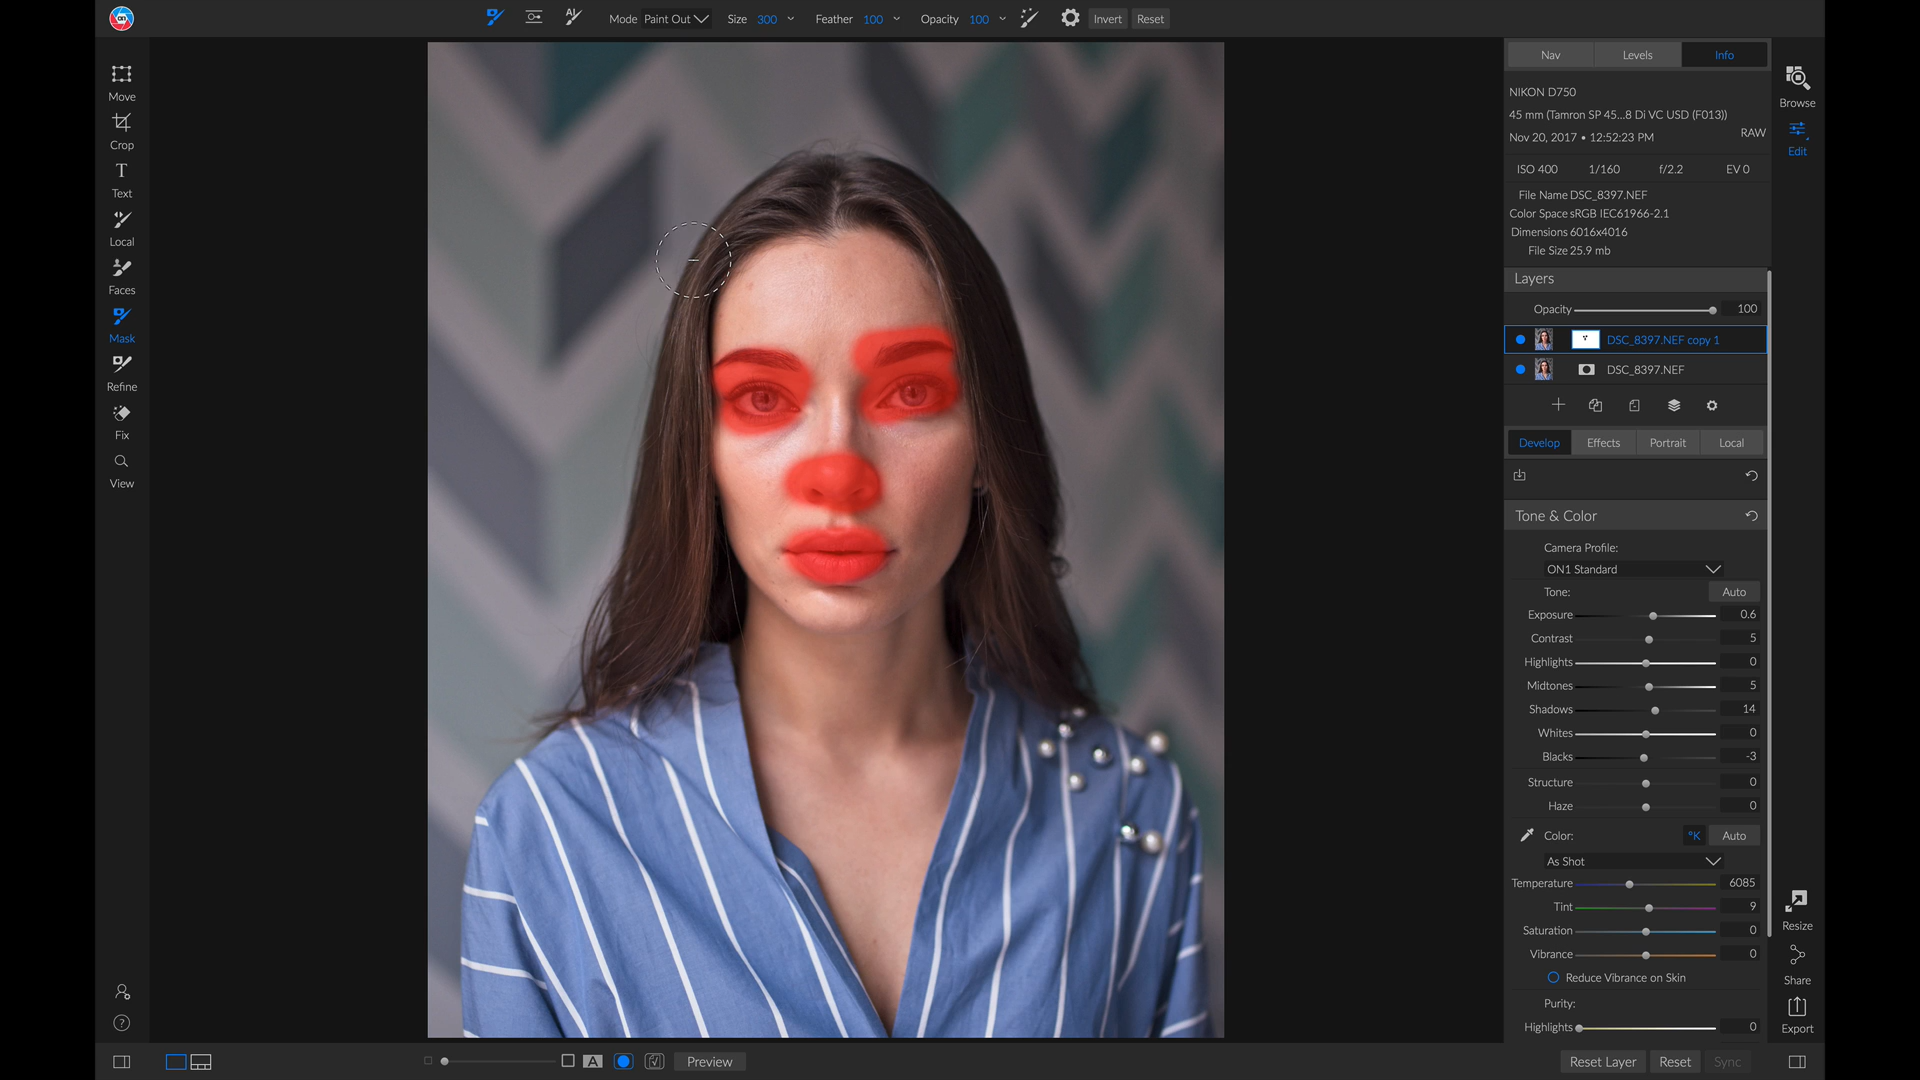 Mode Paint Out Size 300 Feather 100 Opacity 100 Invert Reset
Move
Crop
T
Text
Local
Faces
Mask
Refine
Fix
View
?
Nav Levels Info
NIKON D750
45 mm (Tamron SP 45...8 Di VC USD (F013))
Nov 20, 2017 • 12:52:23 PM
RAW
ISO 400 1/160 f/2.2 EV 0
File Name DSC_8397.NEF
Color Space sRGB IEC61966-2.1
Dimensions 6016x4016
File Size 25.9 mb
Layers
Opacity 100
DSC_8397.NEF copy 1
DSC_8397.NEF
Develop Effects Portrait Local
Tone & Color
Camera Profile:
ON1 Standard
Tone: Auto
Exposure 0.6
Contrast 5
Highlights 0
Midtones 5
Shadows 14
Whites 0
Blacks -3
Structure 0
Haze 0
Color: °K Auto
As Shot
Temperature 6085
Tint 9
Saturation 0
Vibrance 0
Reduce Vibrance on Skin
Purity:
Highlights 0
Browse
Edit
Resize
Share
Export
A Preview
Reset Layer Reset Sync